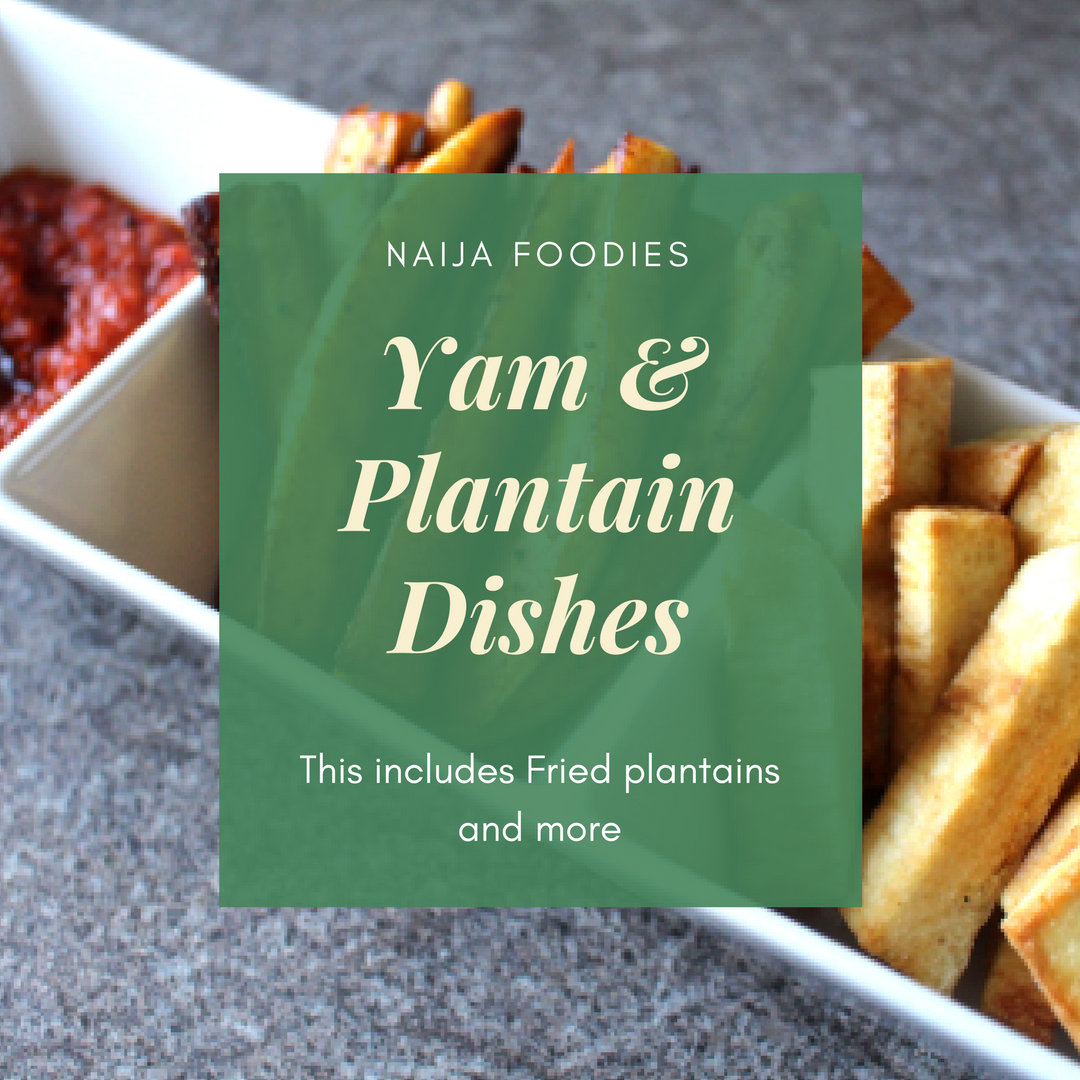 NAIJA FOODIES
Yam &
Plantain
Dishes
This includes Fried plantains
and more